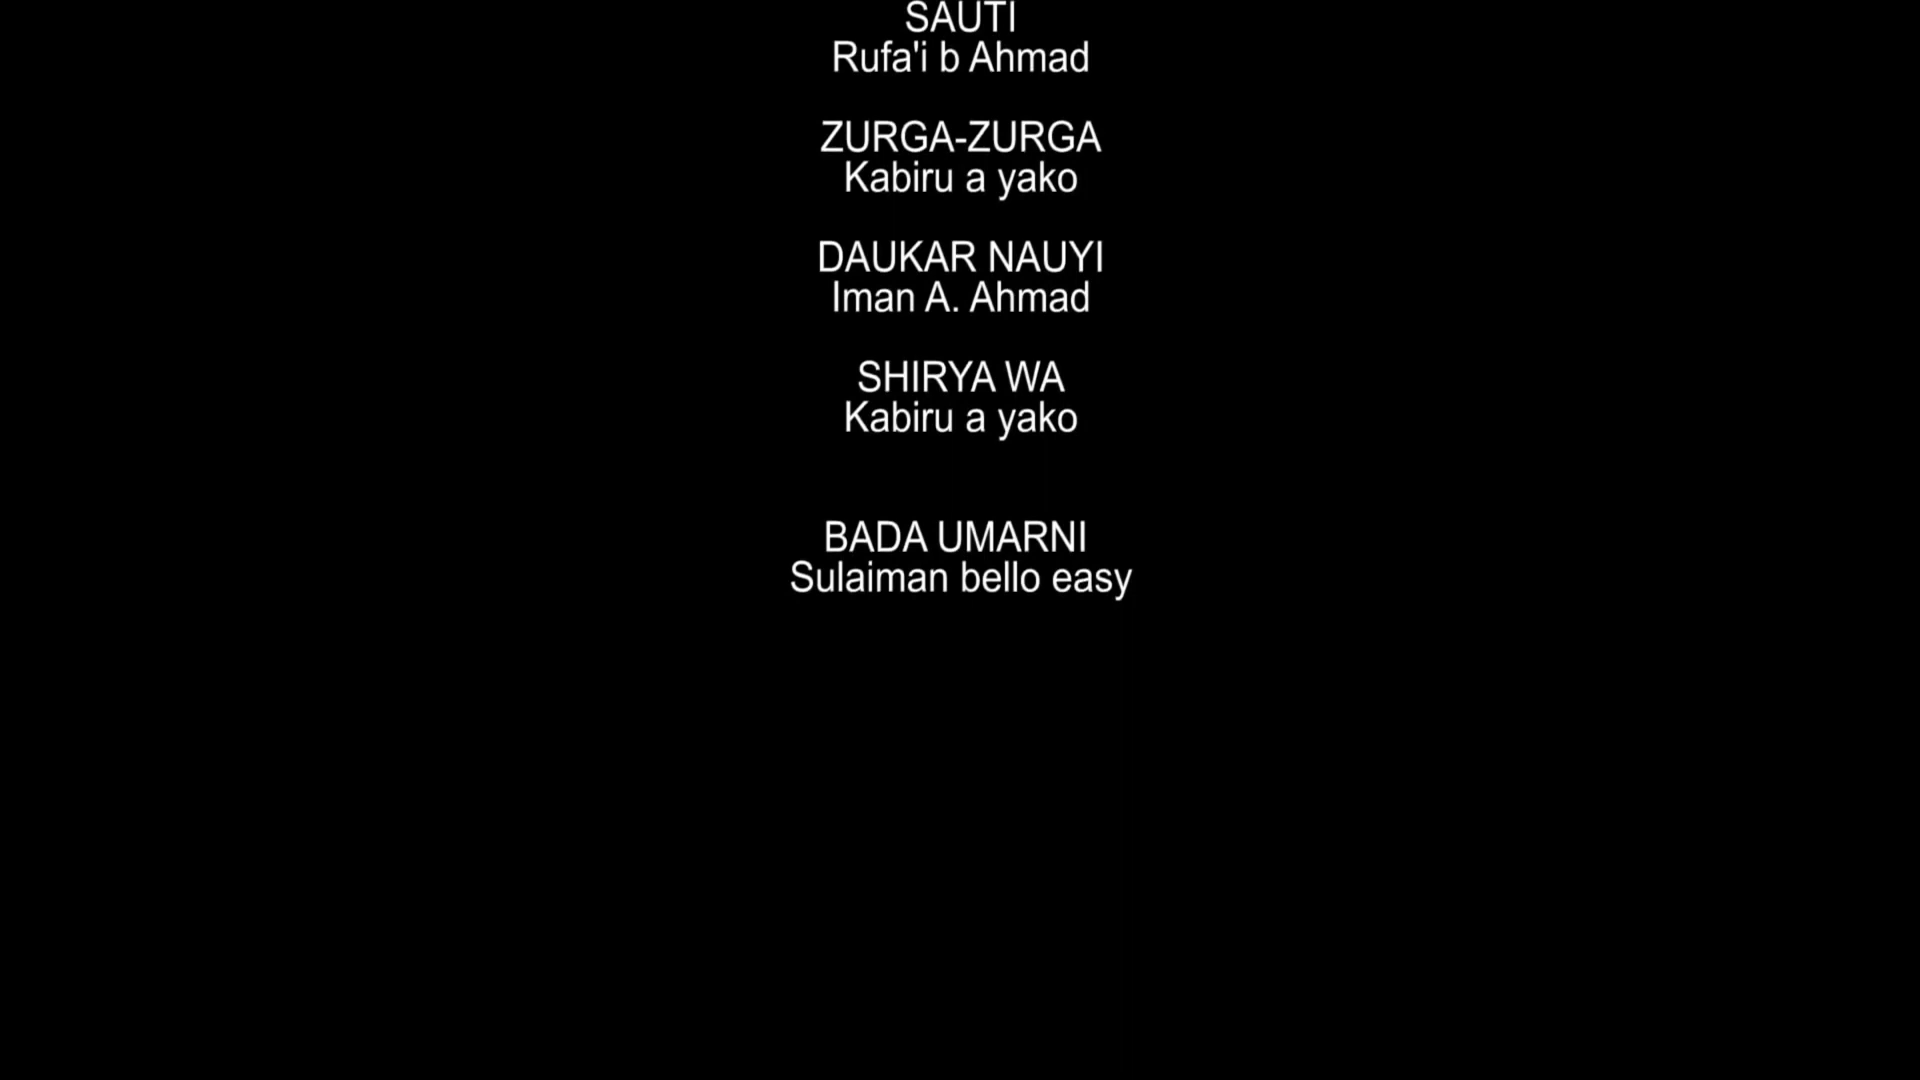 SAUTI
Rufa'i b Ahmad
ZURGA-ZURGA
Kabiru a yako
DAUKAR NAUYI
Iman A. Ahmad
SHIRYA WA
Kabiru a yako
BADA UMARNI
Sulaiman bello easy